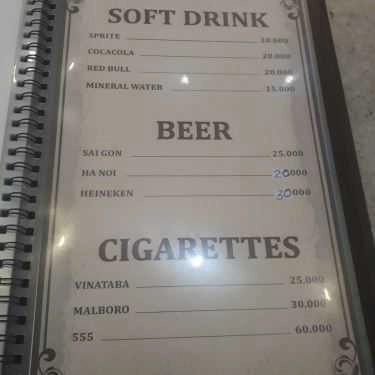 SOFT DRINK
SPRITE 20.000
COCACOLA 20.000
RED BULL 20.000
MINERAL WATER 15.000
BEER
SAI GON 25.000
HA NOI 20000
HEINEKEN 30000
CIGARETTES
VINATABA 25.000
MALBORO 30.000
555 60.000